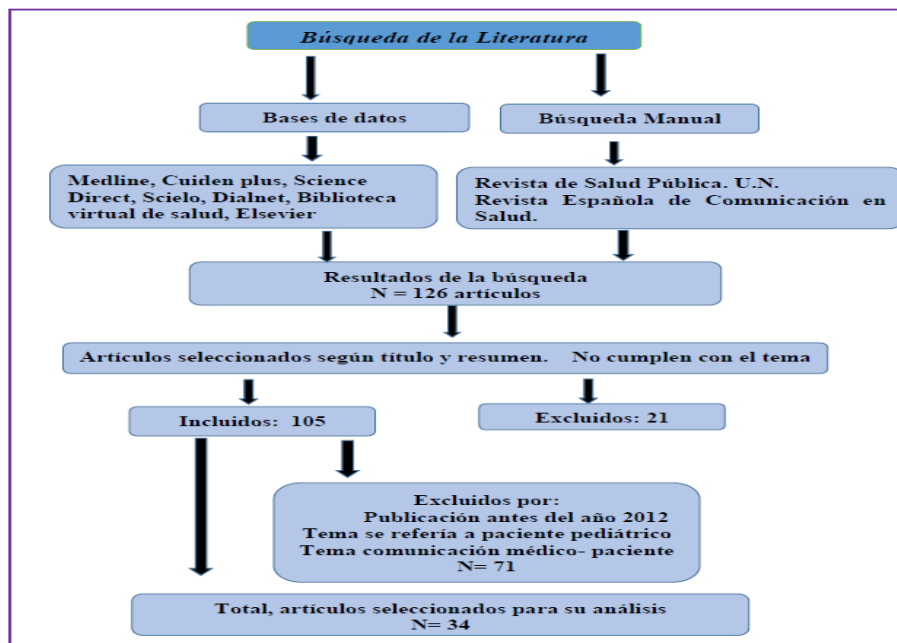 Búsqueda de la Literatura
Bases de datos
Búsqueda Manual
Medline, Cuiden plus, Science
Direct, Scielo, Dialnet, Biblioteca
virtual de salud, Elsevier
Revista de Salud Pública. U.N.
Revista Española de Comunicación en
Salud.
Resultados de la búsqueda
N = 126 artículos
Artículos seleccionados según título y resumen. No cumplen con el tema
Incluidos: 105
Excluidos: 21
Excluidos por:
Publicación antes del año 2012
Tema se refería a paciente pediátrico
Tema comunicación médico- paciente
N= 71
Total, artículos seleccionados para su análisis
N= 34